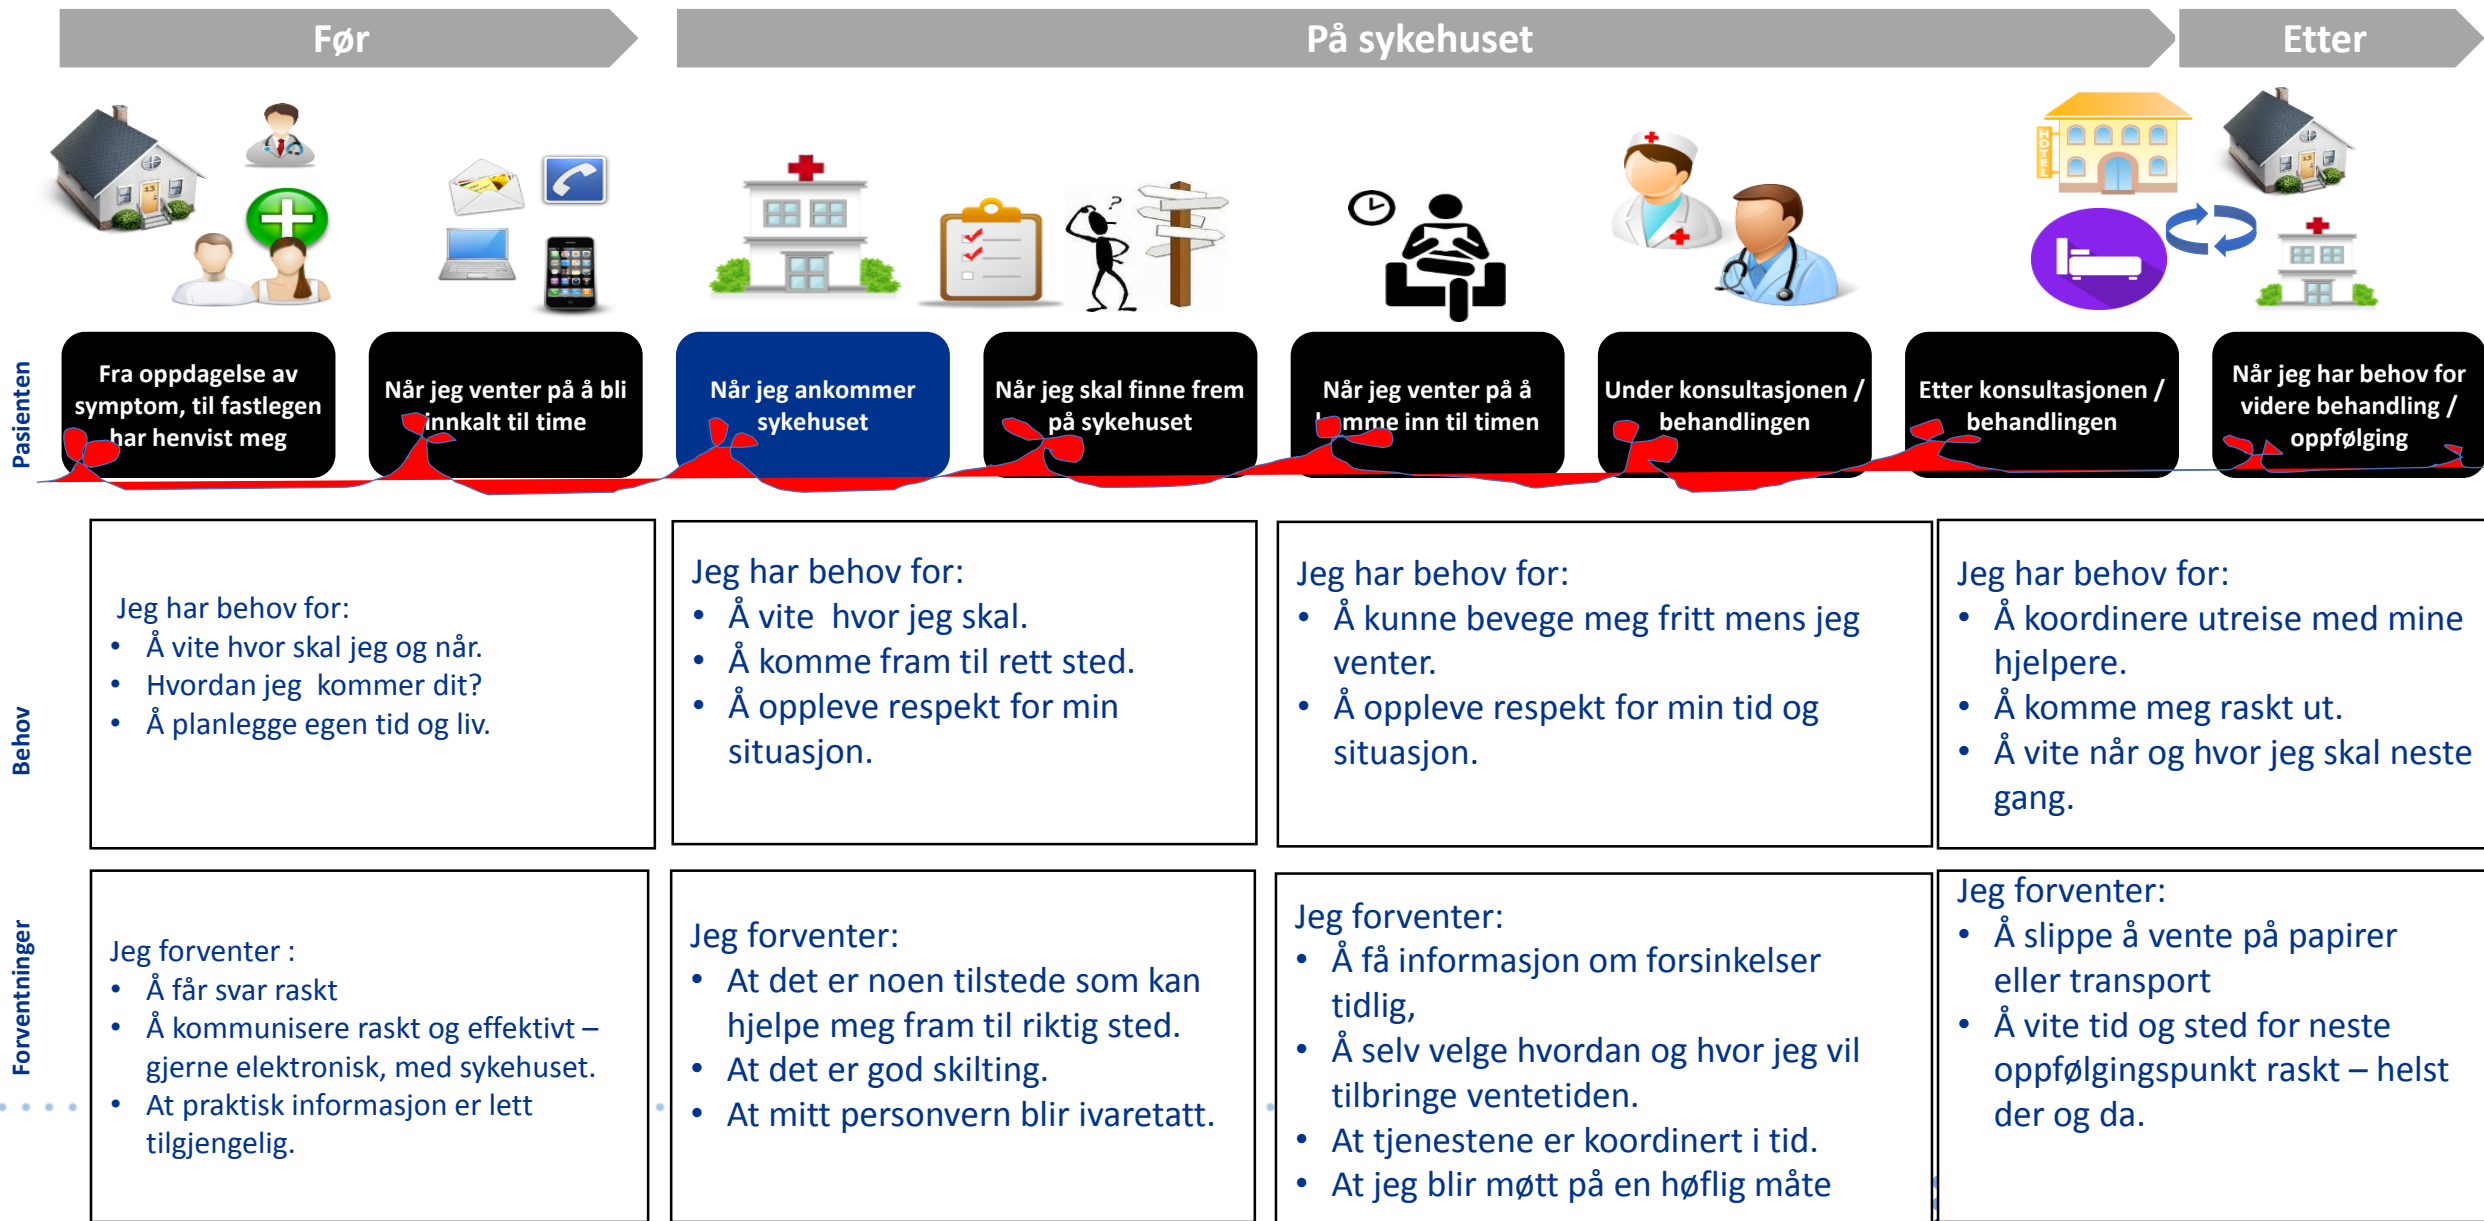 Før
På sykehuset
Etter
HOTEL
Pasienten
Fra oppdagelse av
symptom, til fastlegen
har henvist meg
Når jeg venter på å bli
innkalt til time
Når jeg ankommer
sykehuset
Når jeg skal finne frem
på sykehuset
Når jeg venter på å
komme inn til timen
Under konsultasjonen /
behandlingen
Etter konsultasjonen /
behandlingen
Når jeg har behov for
videre behandling /
oppfølging
Behov
Jeg har behov for:
• Å vite hvor skal jeg og når.
• Hvordan jeg  kommer dit?
• Å planlegge egen tid og liv.
Jeg har behov for:
• Å vite  hvor jeg skal.
• Å komme fram til rett sted.
• Å oppleve respekt for min
situasjon.
Jeg har behov for:
• Å kunne bevege meg fritt mens jeg
venter.
• Å oppleve respekt for min tid og
situasjon.
Jeg har behov for:
• Å koordinere utreise med mine
hjelpere.
• Å komme meg raskt ut.
• Å vite når og hvor jeg skal neste
gang.
Forventninger
Jeg forventer :
• Å får svar raskt
• Å kommunisere raskt og effektivt –
gjerne elektronisk, med sykehuset.
• At praktisk informasjon er lett
tilgjengelig.
Jeg forventer:
• At det er noen tilstede som kan
hjelpe meg fram til riktig sted.
• At det er god skilting.
• At mitt personvern blir ivaretatt.
Jeg forventer:
• Å få informasjon om forsinkelser
tidlig,
• Å selv velge hvordan og hvor jeg vil
tilbringe ventetiden.
• At tjenestene er koordinert i tid.
• At jeg blir møtt på en høflig måte
Jeg forventer:
• Å slippe å vente på papirer
eller transport
• Å vite tid og sted for neste
oppfølgingspunkt raskt – helst
der og da.